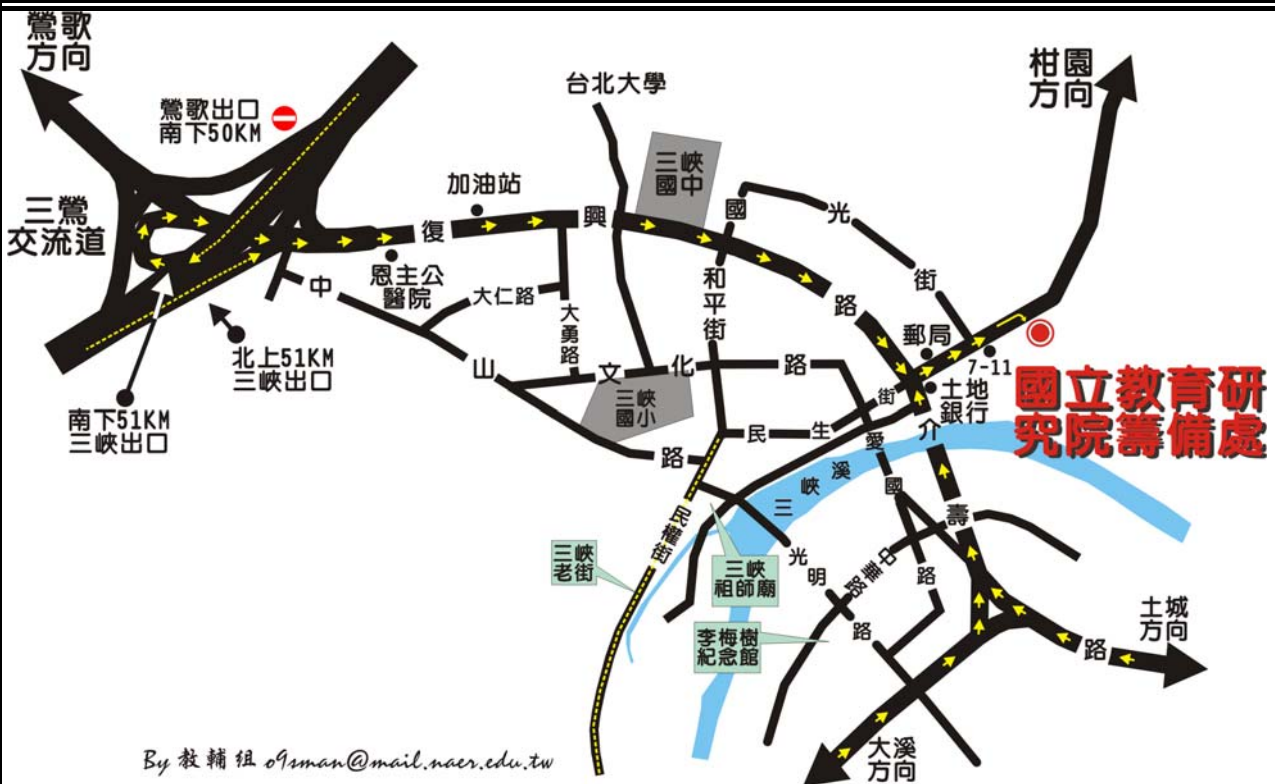 鶯歌
方向
鶯歌出口
南下50KM
三鶯
交流道
台北大學
柑園
方向
三峽
國中
加油站
復興路
國光街
恩主公
醫院
中山路
大仁路
大勇路
和平街
北上51KM
三峽出口
南下51KM
三峽出口
文化路
三峽
國小
郵局
7-11
土地
銀行
國立教育研
究院籌備處
民生街
愛國路
介壽路
三峽溪
民權街
三峽
老街
三峽
祖師廟
光明路
中華路
李梅樹
紀念館
土城
方向
大溪
方向
By 教輔組 o9sman@mail.naer.edu.tw